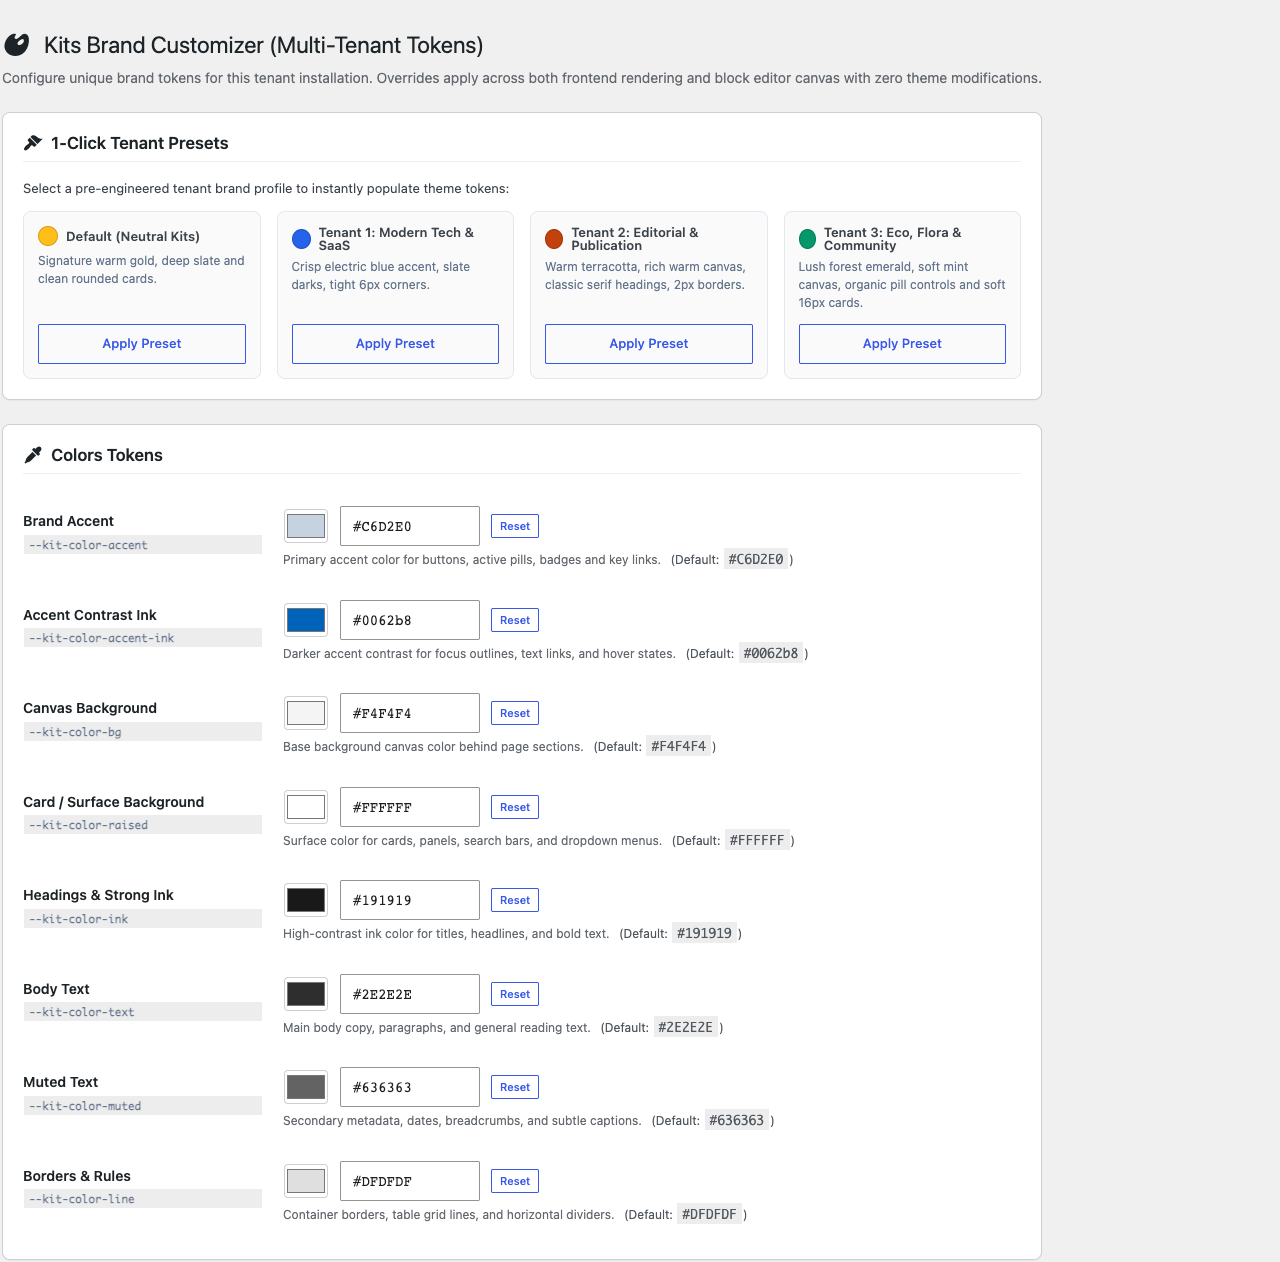 Kits Brand Customizer (Multi-Tenant Tokens)
Configure unique brand tokens for this tenant installation. Overrides apply across both frontend rendering and block editor canvas with zero theme modifications.
1-Click Tenant Presets
Select a pre-engineered tenant brand profile to instantly populate theme tokens:
Default (Neutral Kits)
Signature warm gold, deep slate and
clean rounded cards.
Apply Preset
Tenant 1: Modern Tech &
SaaS
Crisp electric blue accent, slate
darks, tight 6px corners.
Apply Preset
Tenant 2: Editorial &
Publication
Warm terracotta, rich warm canvas,
classic serif headings, 2px borders.
Apply Preset
Tenant 3: Eco, Flora &
Community
Lush forest emerald, soft mint
canvas, organic pill controls and soft
16px cards.
Apply Preset
Colors Tokens
Brand Accent
--kit-color-accent
#C6D2E0 Reset
Primary accent color for buttons, active pills, badges and key links. (Default: #C6D2E0 )
Accent Contrast Ink
--kit-color-accent-ink
#0062b8 Reset
Darker accent contrast for focus outlines, text links, and hover states. (Default: #0062b8 )
Canvas Background
--kit-color-bg
#F4F4F4 Reset
Base background canvas color behind page sections. (Default: #F4F4F4 )
Card / Surface Background
--kit-color-raised
#FFFFFF Reset
Surface color for cards, panels, search bars, and dropdown menus. (Default: #FFFFFF )
Headings & Strong Ink
--kit-color-ink
#191919 Reset
High-contrast ink color for titles, headlines, and bold text. (Default: #191919 )
Body Text
--kit-color-text
#2E2E2E Reset
Main body copy, paragraphs, and general reading text. (Default: #2E2E2E )
Muted Text
--kit-color-muted
#636363 Reset
Secondary metadata, dates, breadcrumbs, and subtle captions. (Default: #636363 )
Borders & Rules
--kit-color-line
#DFDFDF Reset
Container borders, table grid lines, and horizontal dividers. (Default: #DFDFDF )